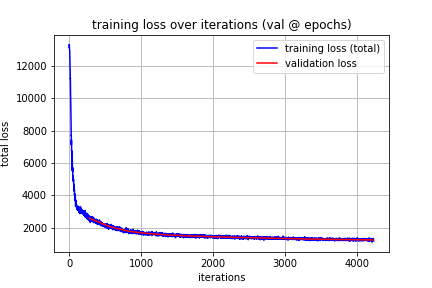 training loss over iterations (val @ epochs)
training loss (total)
validation loss
total loss
12000
10000
8000
6000
4000
2000
0
1000
2000
3000
4000
iterations